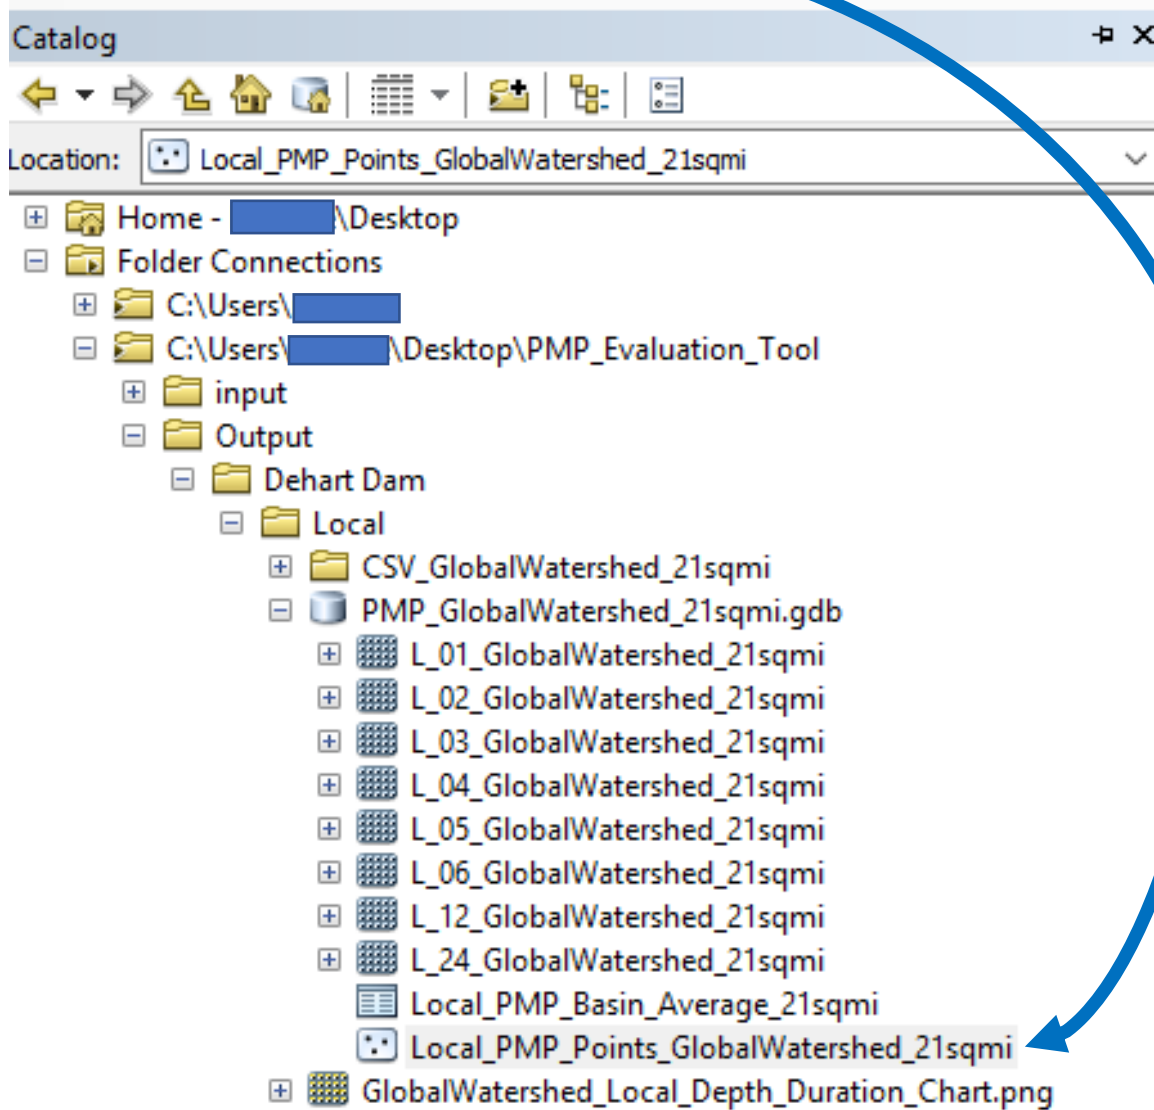 Catalog
Location: Local_PMP_Points_GlobalWatershed_21sqmi
Home - \Desktop
Folder Connections
C:\Users\
C:\Users\ \Desktop\PMP_Evaluation_Tool
input
Output
Dehart Dam
Local
CSV_GlobalWatershed_21sqmi
PMP_GlobalWatershed_21sqmi.gdb
L_01_GlobalWatershed_21sqmi
L_02_GlobalWatershed_21sqmi
L_03_GlobalWatershed_21sqmi
L_04_GlobalWatershed_21sqmi
L_05_GlobalWatershed_21sqmi
L_06_GlobalWatershed_21sqmi
L_12_GlobalWatershed_21sqmi
L_24_GlobalWatershed_21sqmi
Local_PMP_Basin_Average_21sqmi
Local_PMP_Points_GlobalWatershed_21sqmi
GlobalWatershed_Local_Depth_Duration_Chart.png